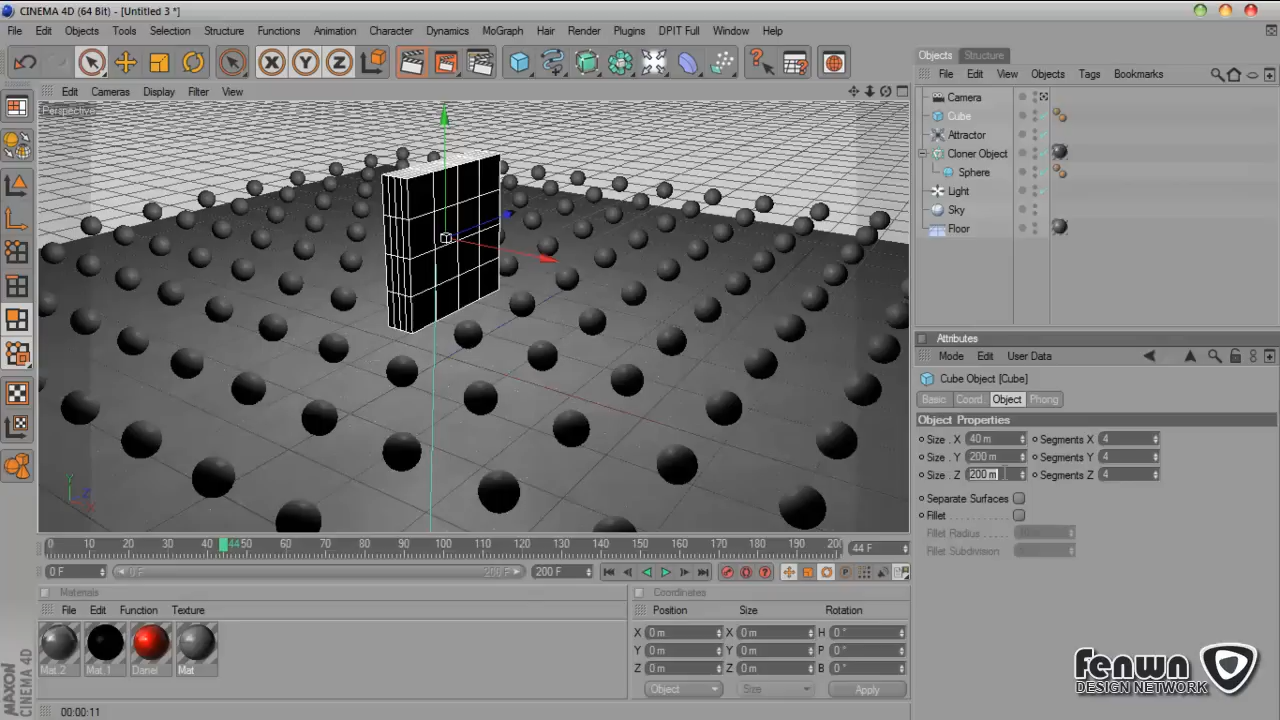 CINEMA 4D (64 Bit) - [Untitled 3 *]
File Edit Objects Tools Selection Structure Functions Animation Character Dynamics MoGraph Hair Render Plugins DPIT Full Window Help
Objects Structure
File Edit View Objects Tags Bookmarks
Edit Cameras Display Filter View
Perspective
Camera
Cube
Attractor
Cloner Object
Sphere
Light
Sky
Floor
Attributes
Mode Edit User Data
Cube Object [Cube]
Basic Coord. Object Phong
Object Properties
Size . X 40 m Segments X 4
Size . Y 200 m Segments Y 4
Size . Z 200 m Segments Z 4
Separate Surfaces
Fillet
Fillet Radius
Fillet Subdivision
Y Z X
0 10 20 30 40 44 50 60 70 80 90 100 110 120 130 140 150 160 170 180 190 20 44 F
0 F 0 F 200 F 200 F
Materials
File Edit Function Texture
Mat.2 Mat.1 Danel Mat
Coordinates
Position Size Rotation
X 0 m X 0 m H 0 °
Y 0 m Y 0 m P 0 °
Z 0 m Z 0 m B 0 °
Object Size Apply
MAXON
CINEMA 4D
00:00:11
fenwn
DESIGN NETWORK